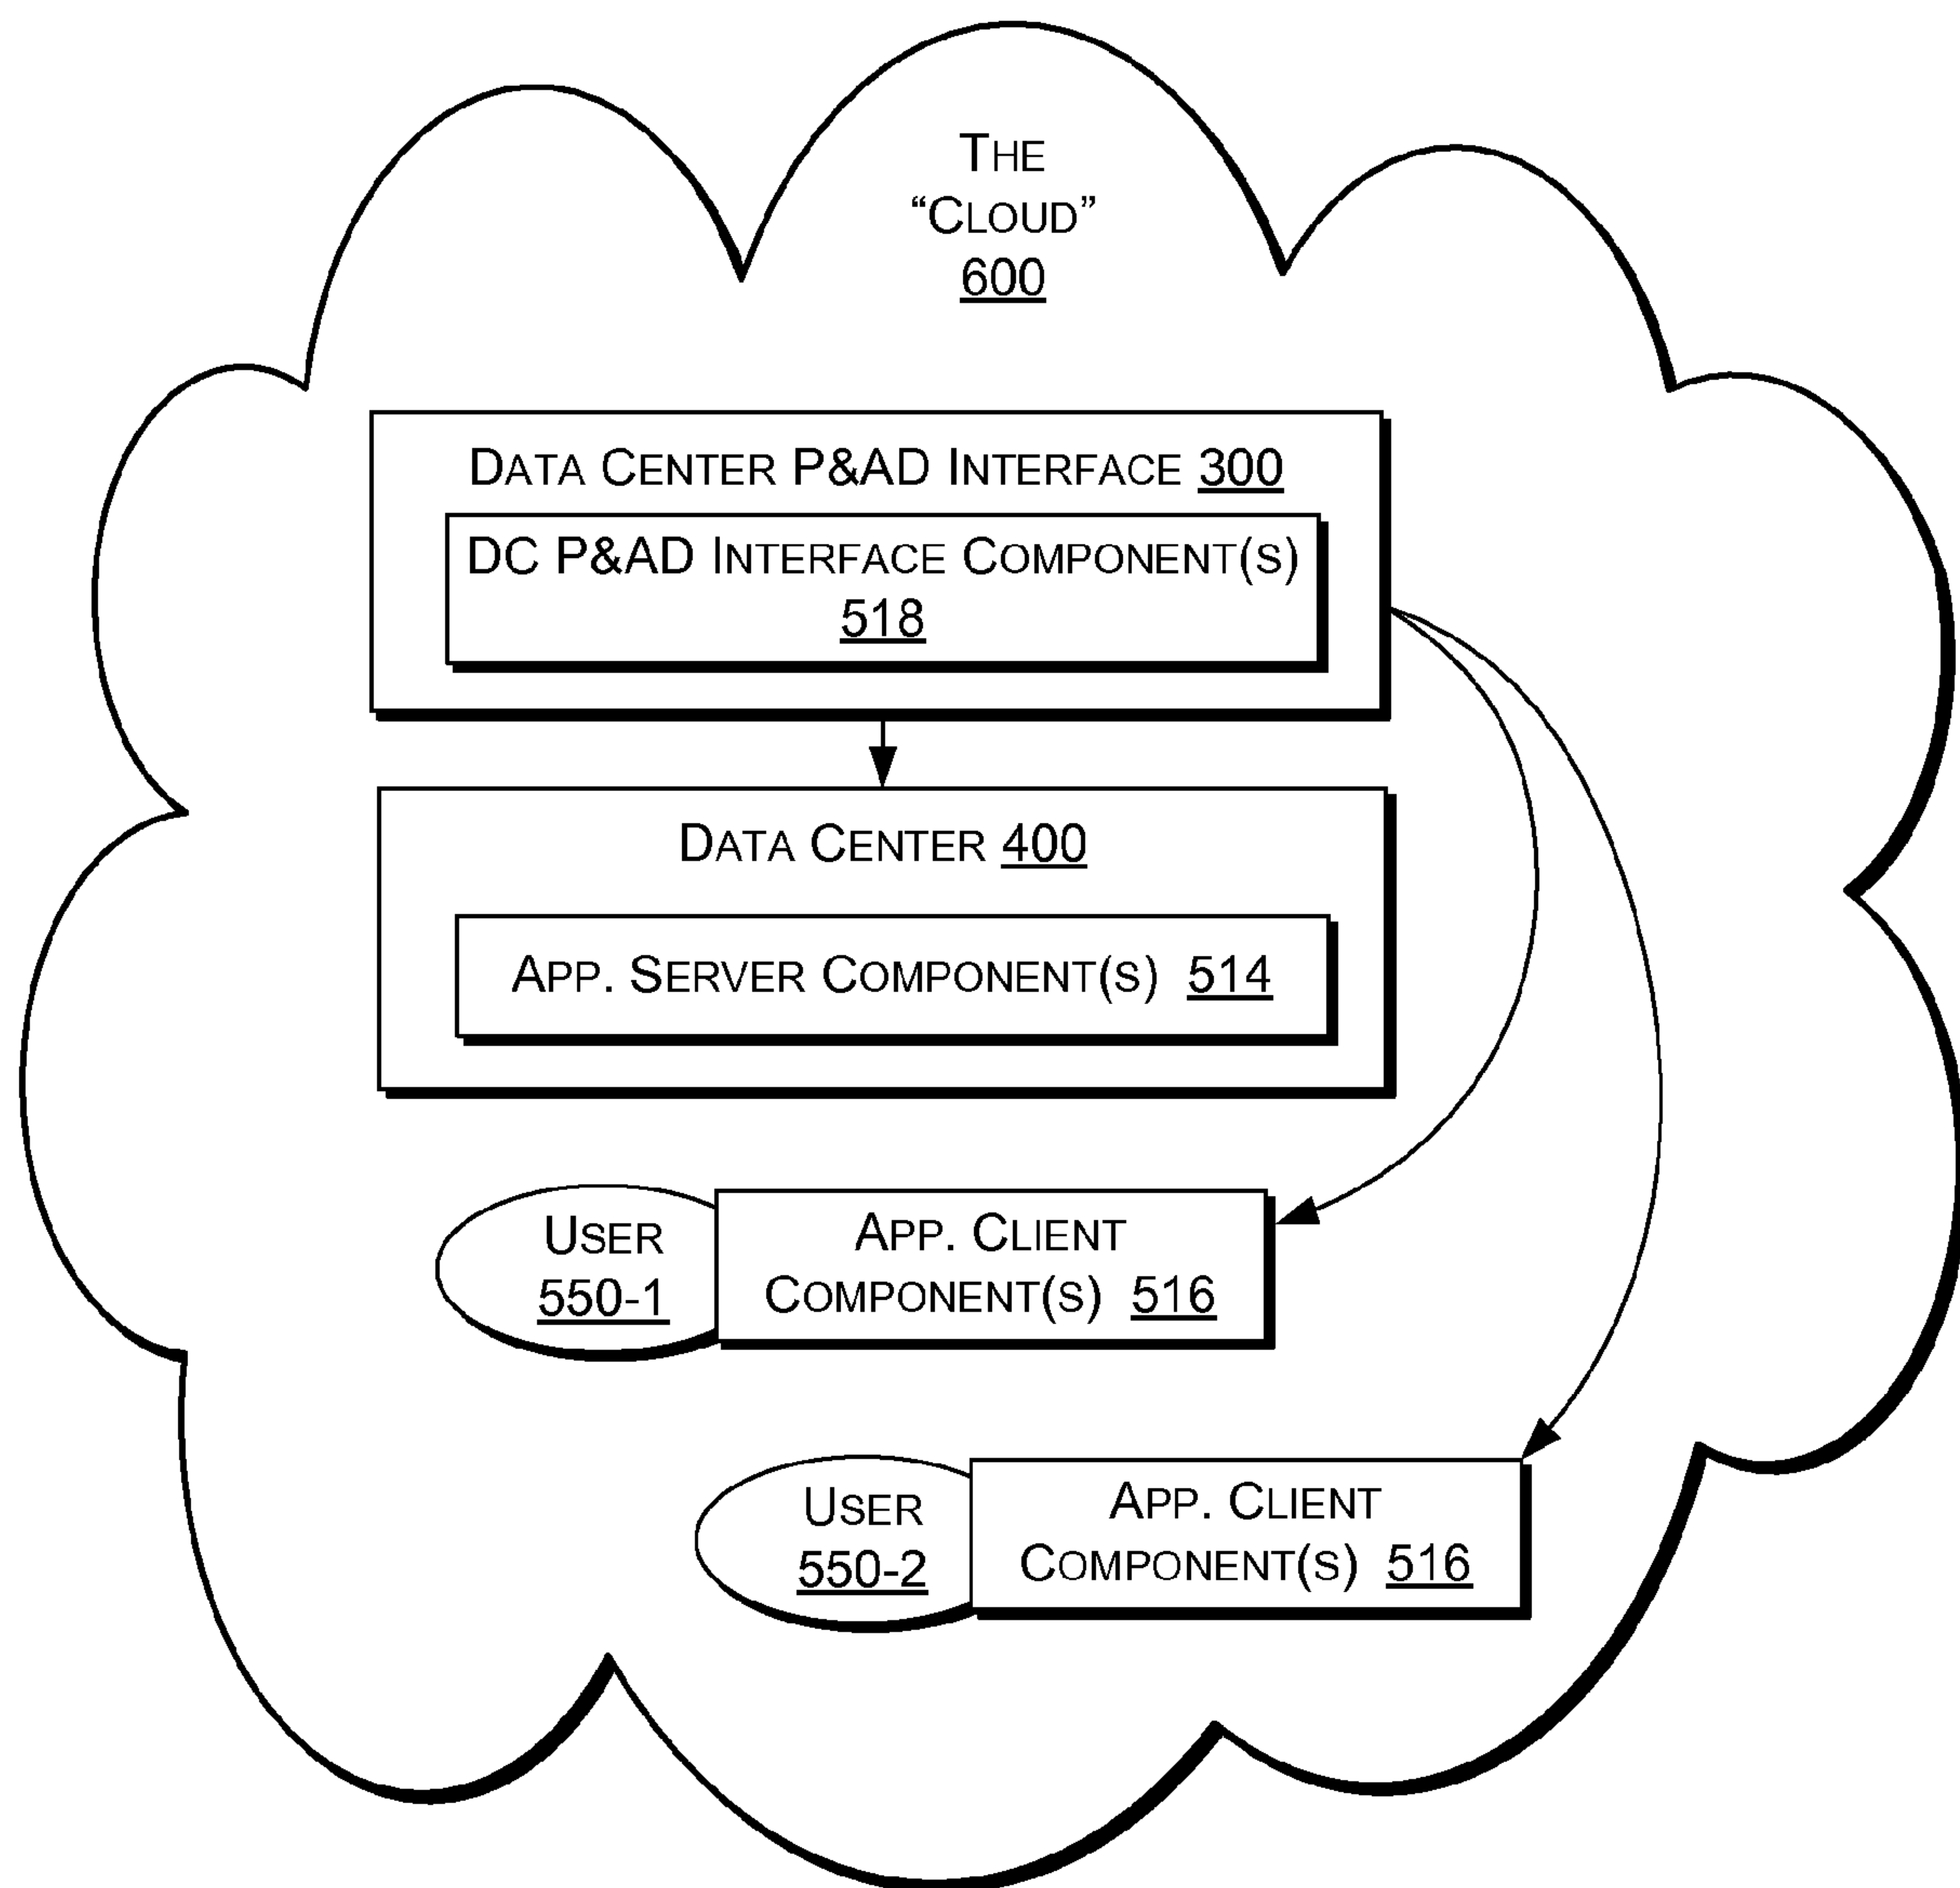 THE
“CLOUD”
600
DATA CENTER P&AD INTERFACE 300
DC P&AD INTERFACE COMPONENT(S)
518
DATA CENTER 400
APP. SERVER COMPONENT(S) 514
USER
550-1
APP. CLIENT
COMPONENT(S) 516
USER
550-2
APP. CLIENT
COMPONENT(S) 516